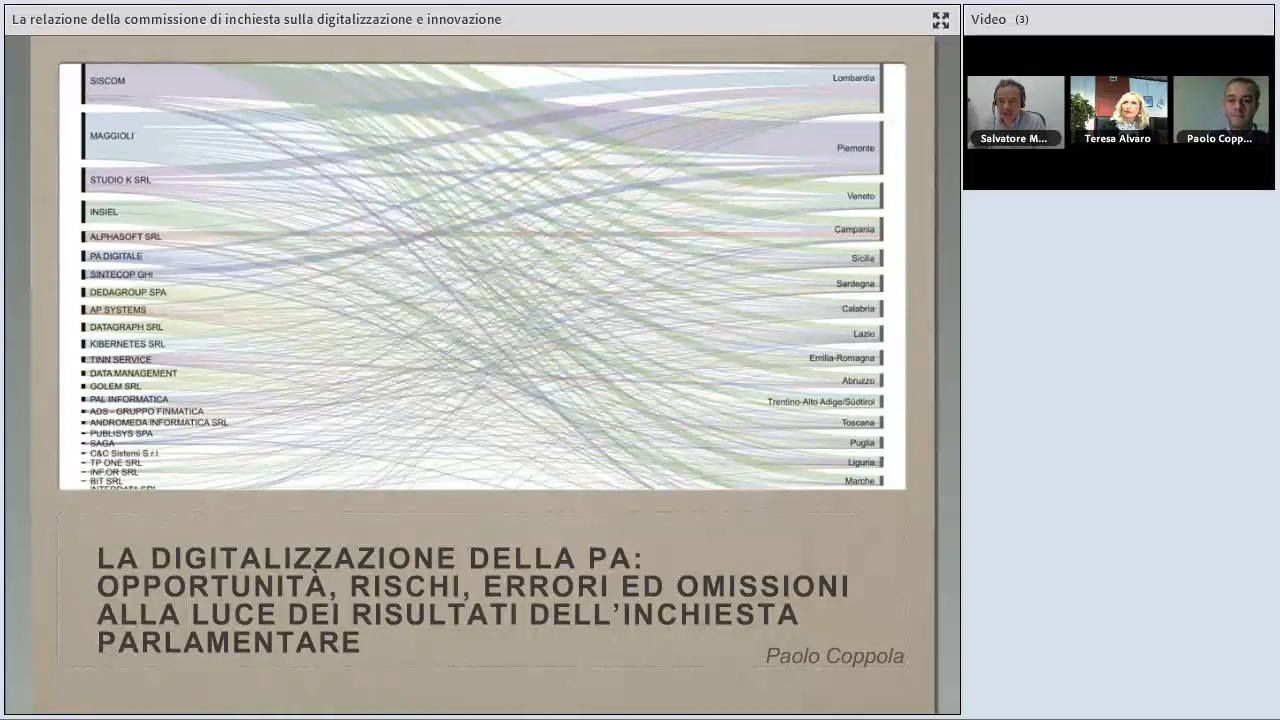 La relazione della commissione di inchiesta sulla digitalizzazione e innovazione
Video (3)
SISCOM
MAGGIOLI
STUDIO K SRL
INSIEL
ALPHASOFT SRL
PA DIGITALE
SINTECOP GHI
DEDAGROUP SPA
AP SYSTEMS
DATAGRAPH SRL
KIBERNETES SRL
TINN SERVICE
DATA MANAGEMENT
GOLEM SRL
PAL INFORMATICA
ADS - GRUPPO FINMATICA
ANDROMEDA INFORMATICA SRL
PUBLISYS SPA
SAGA
C&C Sistemi S.r.l.
TP ONE SRL
INF.OR SRL
BIT SRL
INTERDATA SRL
Lombardia
Piemonte
Veneto
Campania
Sicilia
Sardegna
Calabria
Lazio
Emilia-Romagna
Abruzzo
Trentino-Alto Adige/Südtirol
Toscana
Puglia
Liguria
Marche
LA DIGITALIZZAZIONE DELLA PA:
OPPORTUNITÀ, RISCHI, ERRORI ED OMISSIONI
ALLA LUCE DEI RISULTATI DELL'INCHIESTA
PARLAMENTARE
Paolo Coppola
Salvatore M...
Teresa Alvaro
Paolo Copp...